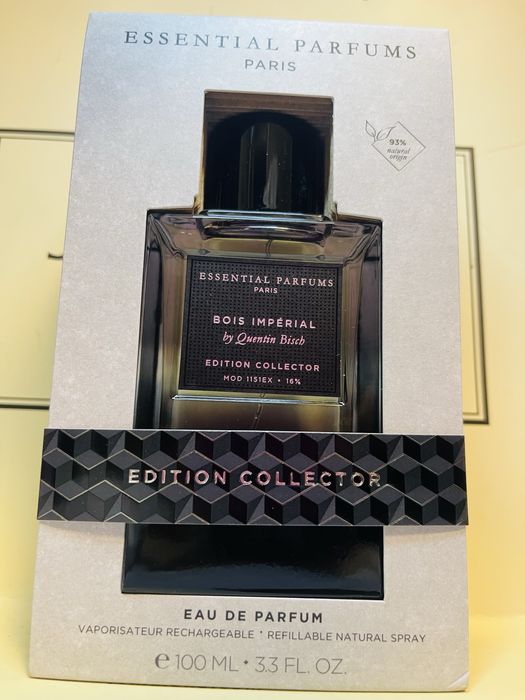 ESSENTIAL PARFUMS
PARIS
93%
natural
origin
ESSENTIAL PARFUMS
PARIS
BOIS IMPÉRIAL
by Quentin Bisch
EDITION COLLECTOR
MOD 1151EX • 16%
EDITION COLLECTOR
EAU DE PARFUM
VAPORISATEUR RECHARGEABLE • REFILLABLE NATURAL SPRAY
℮ 100 ML • 3.3 FL. OZ.